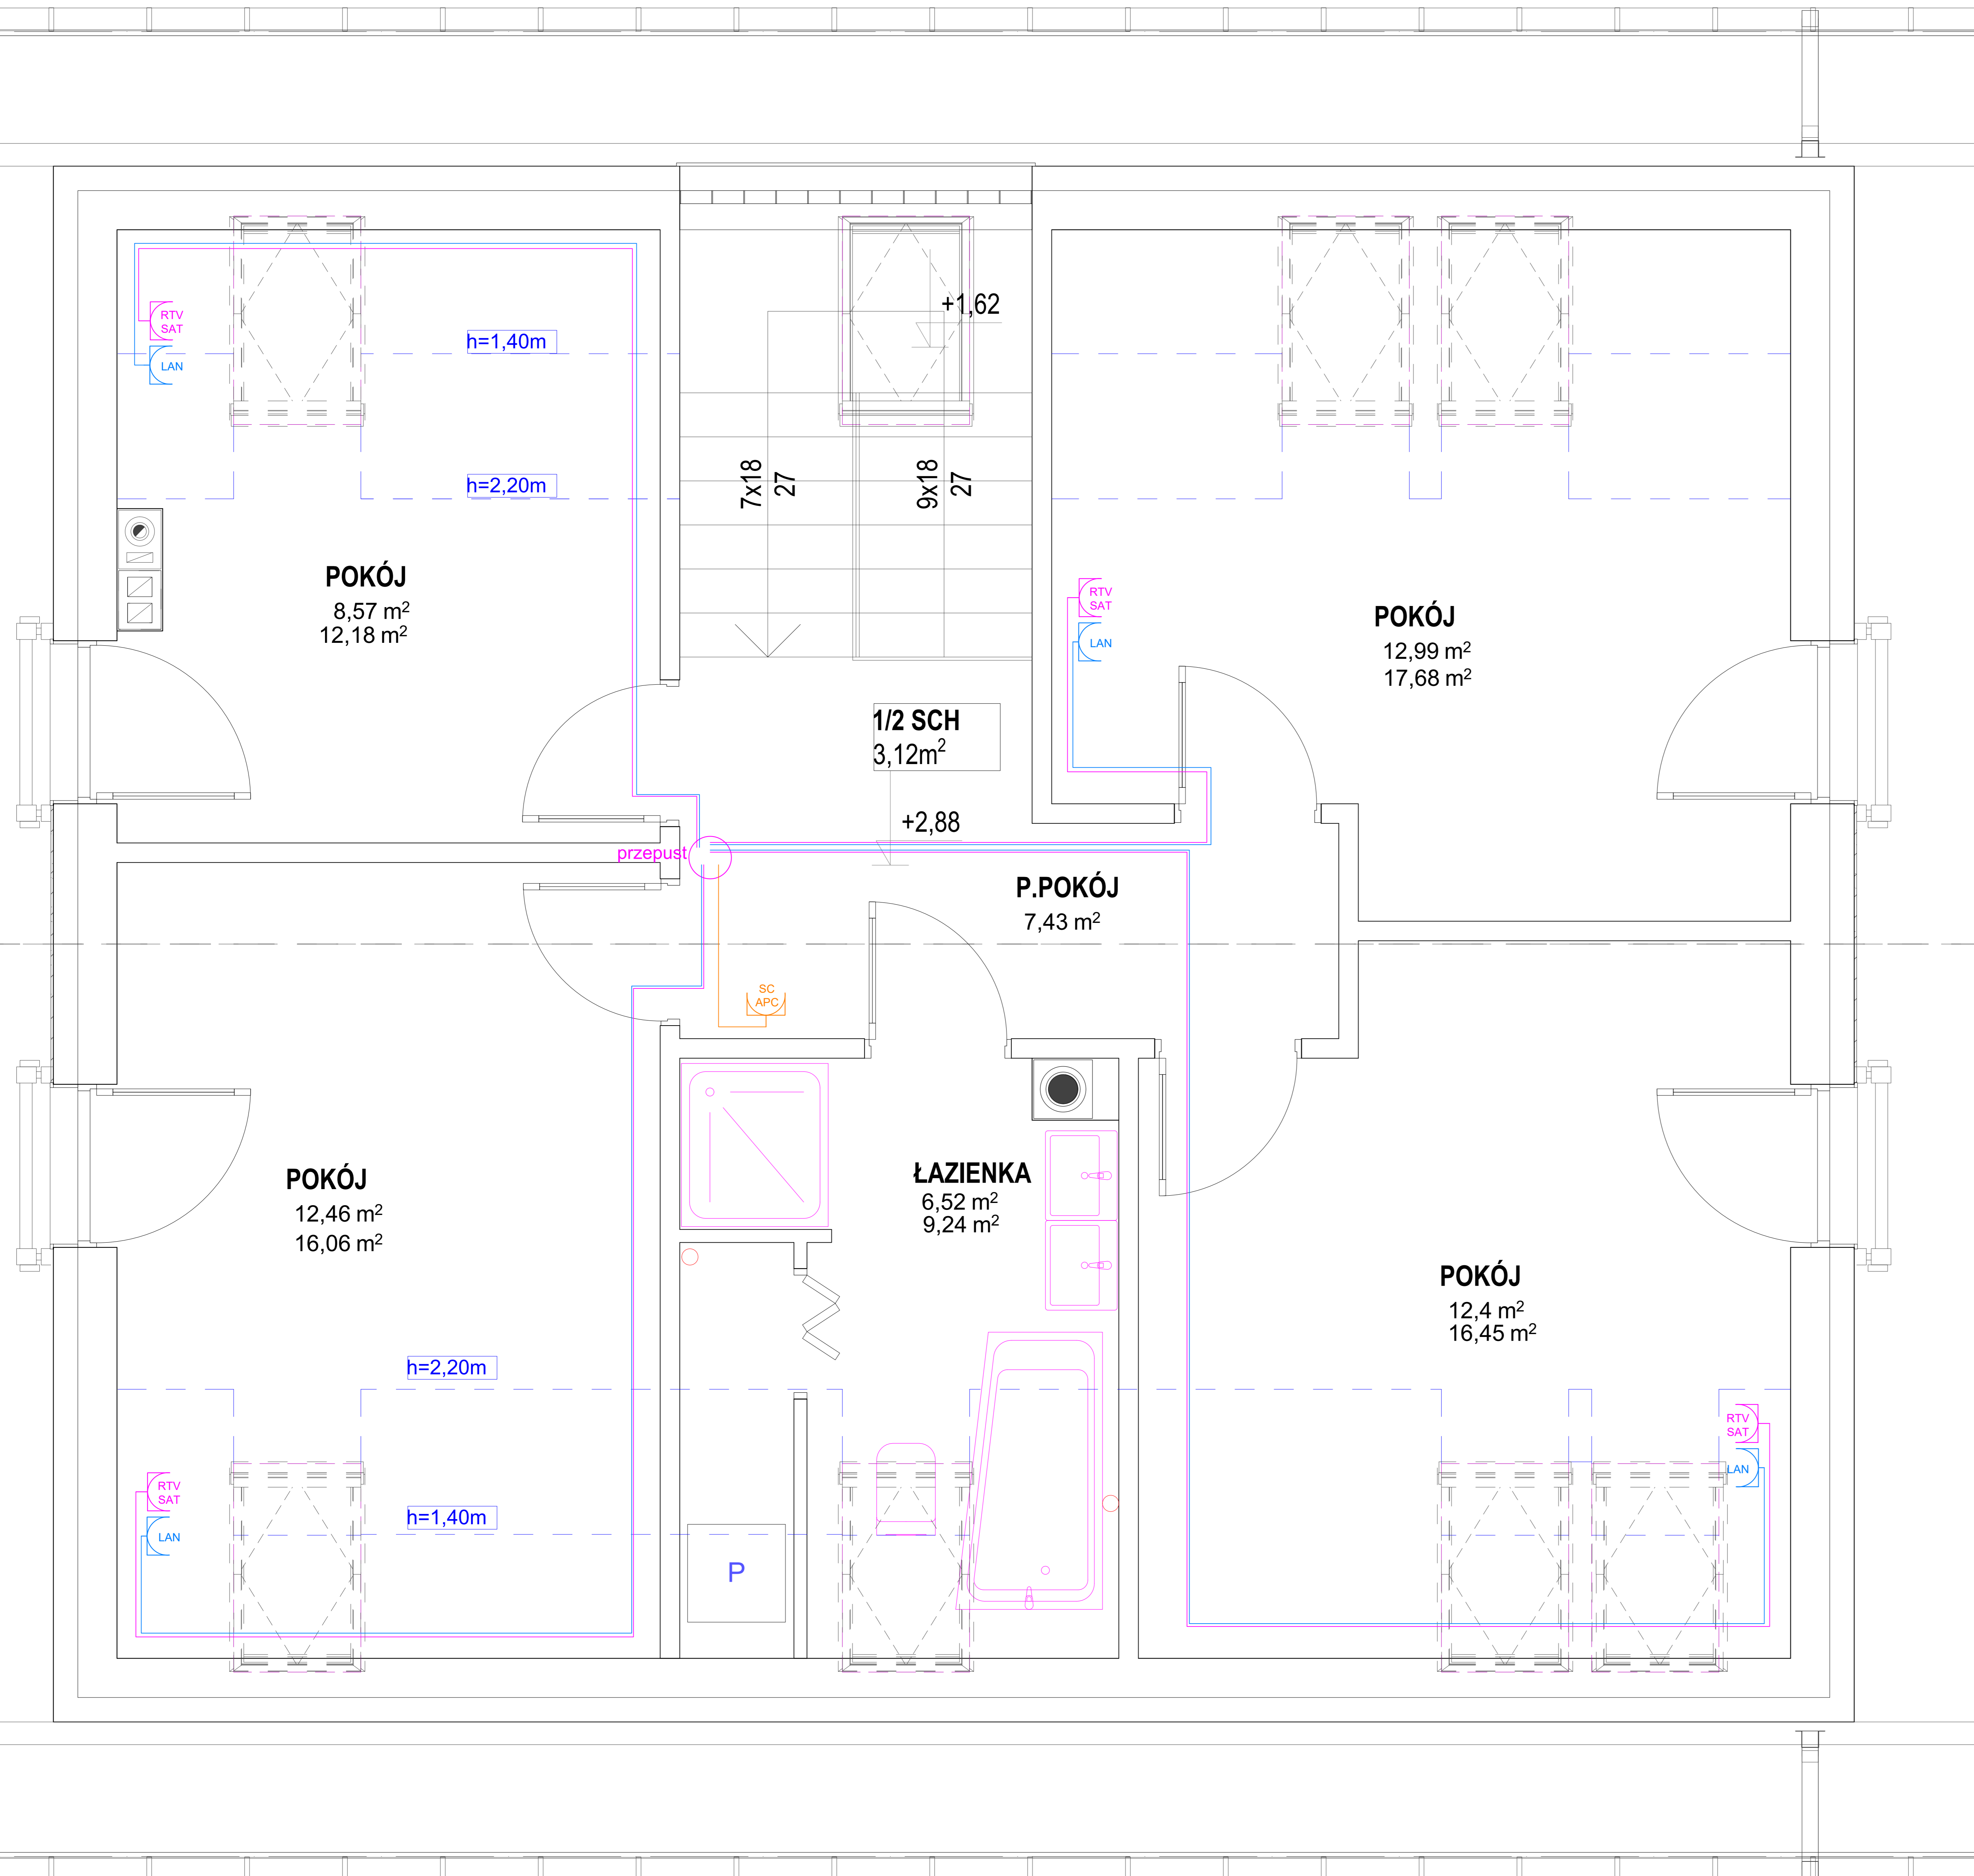 +1,62
RTV
SAT
h=1,40m
LAN
7x18
27
9x18
27
h=2,20m
POKÓJ
8,57 m²
12,18 m²
RTV
SAT
LAN
POKÓJ
12,99 m²
17,68 m²
1/2 SCH
3,12m²
+2,88
przepust
P.POKÓJ
7,43 m²
SC
APC
POKÓJ
12,46 m²
16,06 m²
ŁAZIENKA
6,52 m²
9,24 m²
POKÓJ
12,4 m²
16,45 m²
h=2,20m
RTV
SAT
LAN
RTV
SAT
LAN
h=1,40m
P